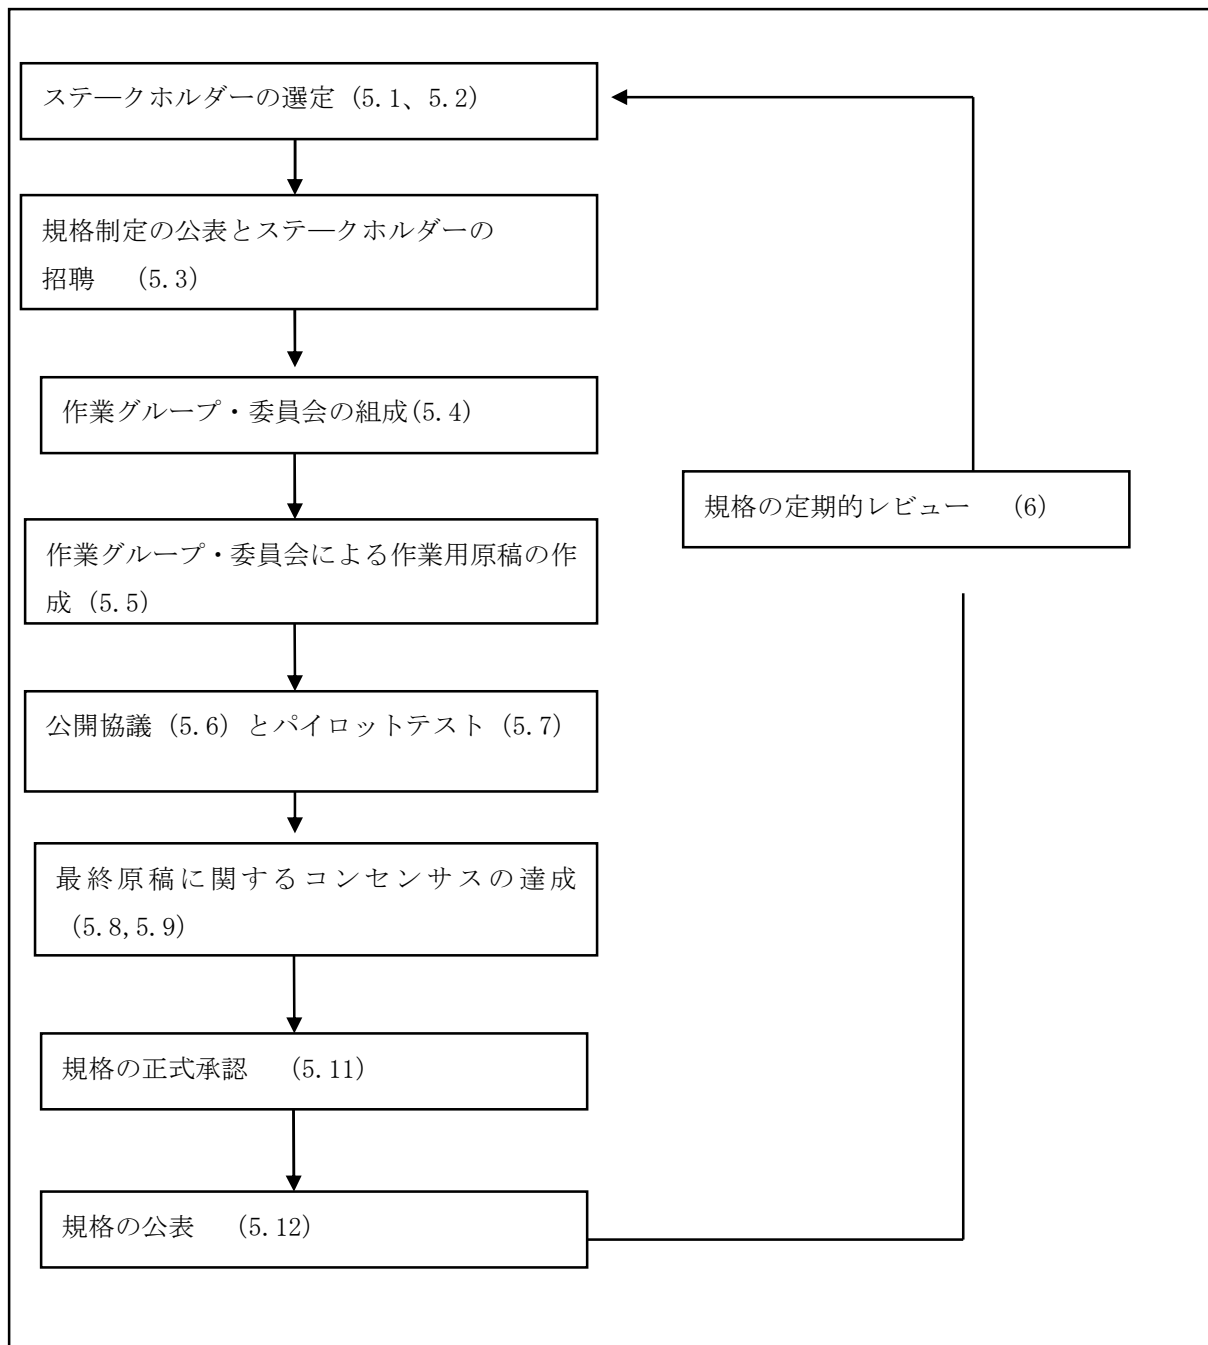 ステ―クホルダーの選定（5.1、5.2）
規格制定の公表とステ―クホルダーの
招聘　（5.3）
作業グループ・委員会の組成(5.4)
規格の定期的レビュー　（6）
作業グループ・委員会による作業用原稿の作
成（5.5）
公開協議（5.6）とパイロットテスト（5.7）
最終原稿に関するコンセンサスの達成
（5.8,5.9）
規格の正式承認　（5.11）
規格の公表　（5.12）